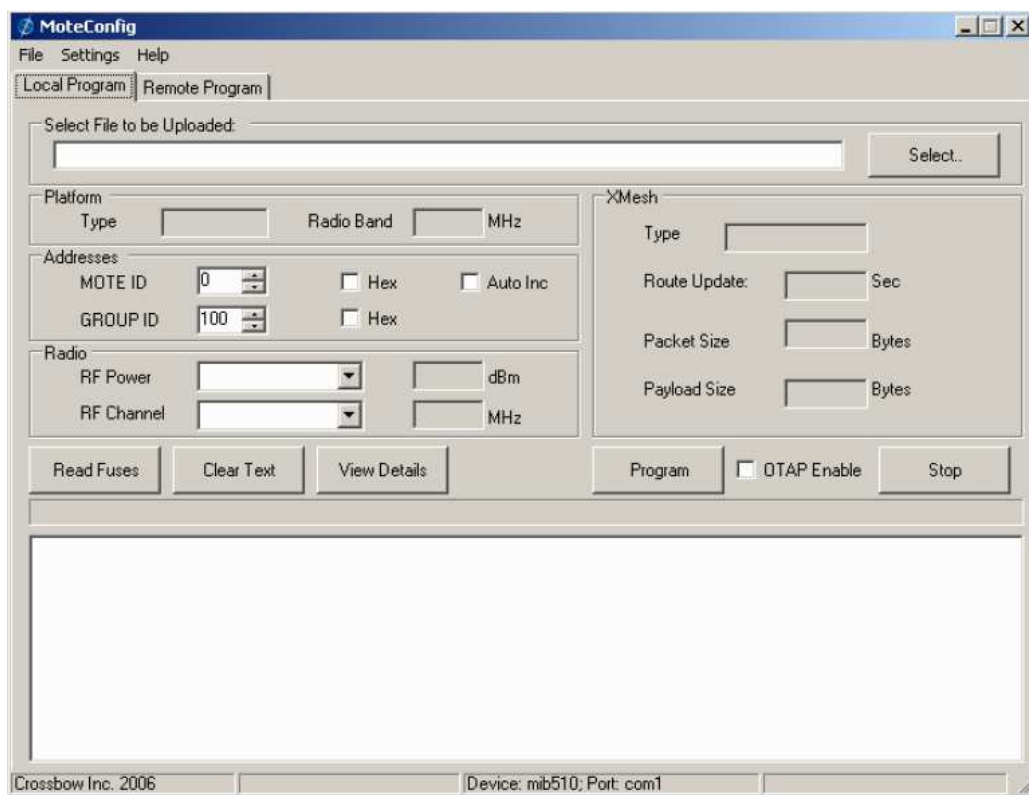 MoteConfig
File Settings Help
Local Program Remote Program
Select File to be Uploaded:
Select..
Platform
Type Radio Band MHz
XMesh
Type
Route Update: Sec
Packet Size Bytes
Payload Size Bytes
Addresses
MOTE ID 0 Hex Auto Inc
GROUP ID 100 Hex
Radio
RF Power dBm
RF Channel MHz
Read Fuses Clear Text View Details Program OTAP Enable Stop
Crossbow Inc. 2006 Device: mib510; Port: com1